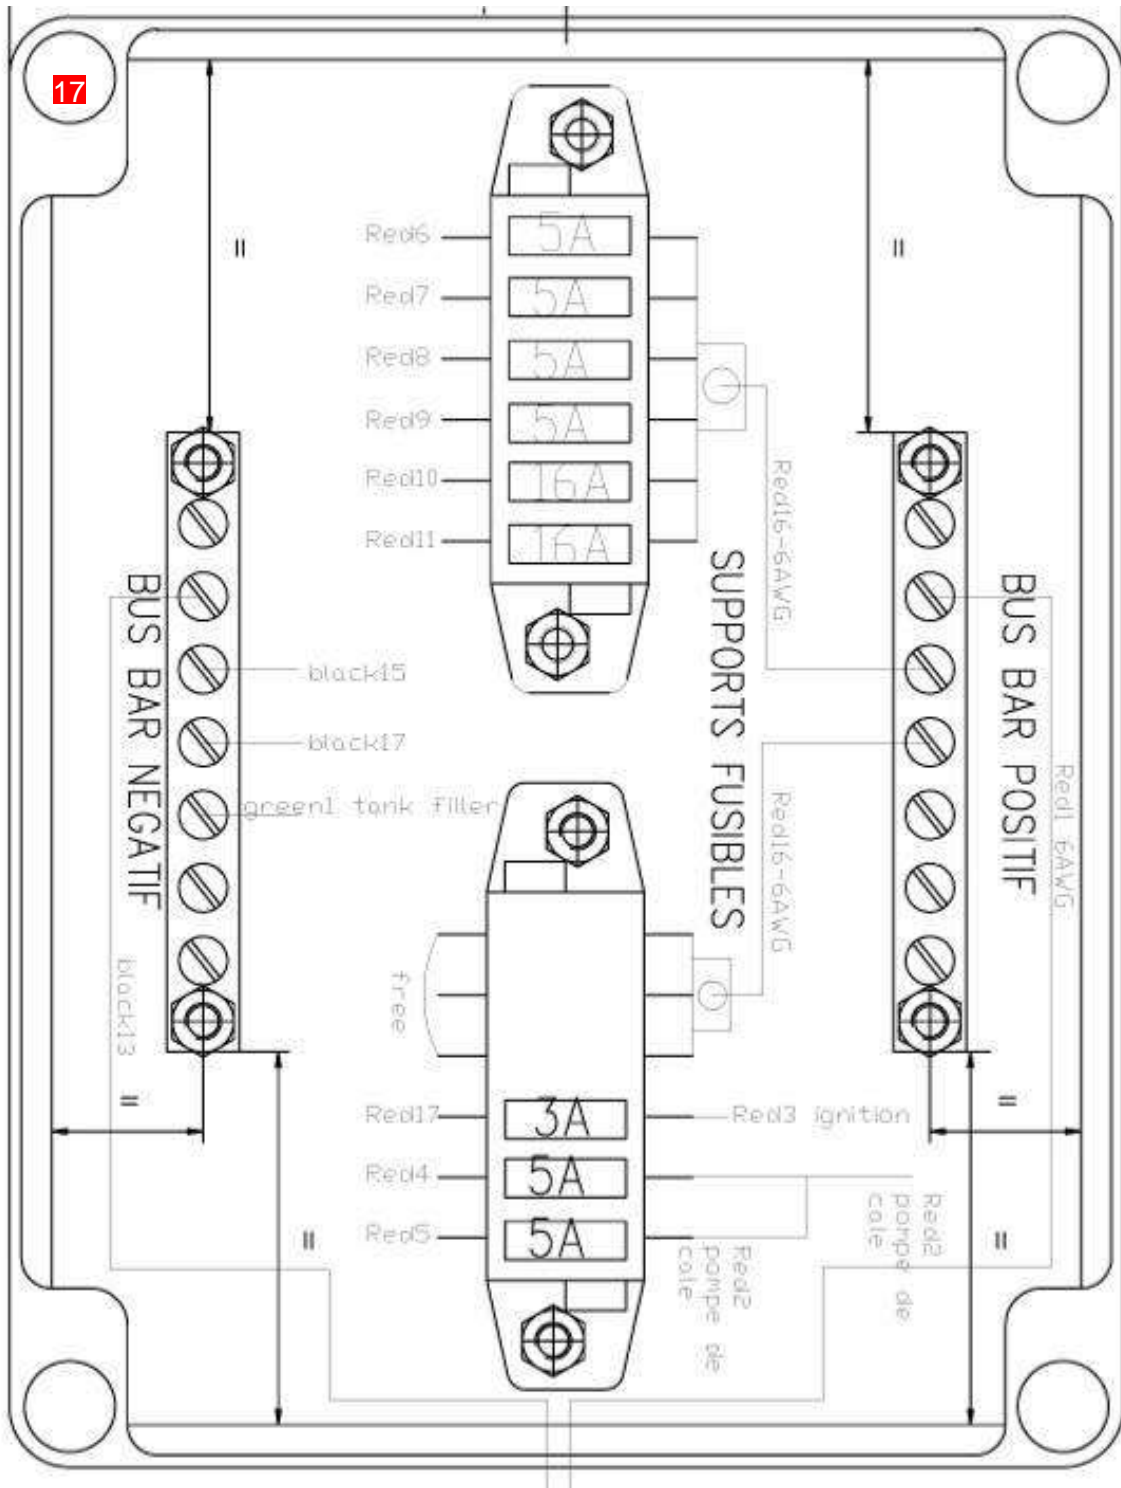 17
Red6
5A
Red7
5A
Red8
5A
Red9
5A
Red10
16A
Red11
16A
Red16-6AWG
BUS BAR NEGATIF
SUPPORTS FUSIBLES
BUS BAR POSITIF
black15
black17
green1 tank filler
Red16-6AWG
Red1 6AWG
black13
free
Red17
3A
Red3 ignition
Red4
5A
Red5
5A
Red2
pompe de
cale
Red2
pompe de
cale